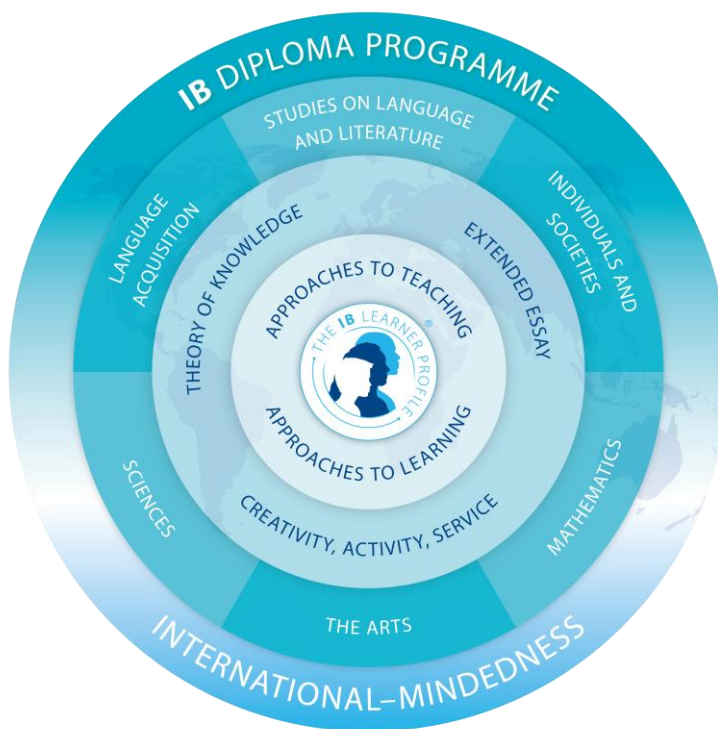 IB DIPLOMA PROGRAMME
STUDIES ON LANGUAGE
AND LITERATURE
LANGUAGE
ACQUISITION
INDIVIDUALS AND
SOCIETIES
THEORY OF KNOWLEDGE
EXTENDED ESSAY
APPROACHES TO TEACHING
THE IB LEARNER PROFILE
®
APPROACHES TO LEARNING
CREATIVITY, ACTIVITY, SERVICE
SCIENCES
MATHEMATICS
THE ARTS
INTERNATIONAL–MINDEDNESS